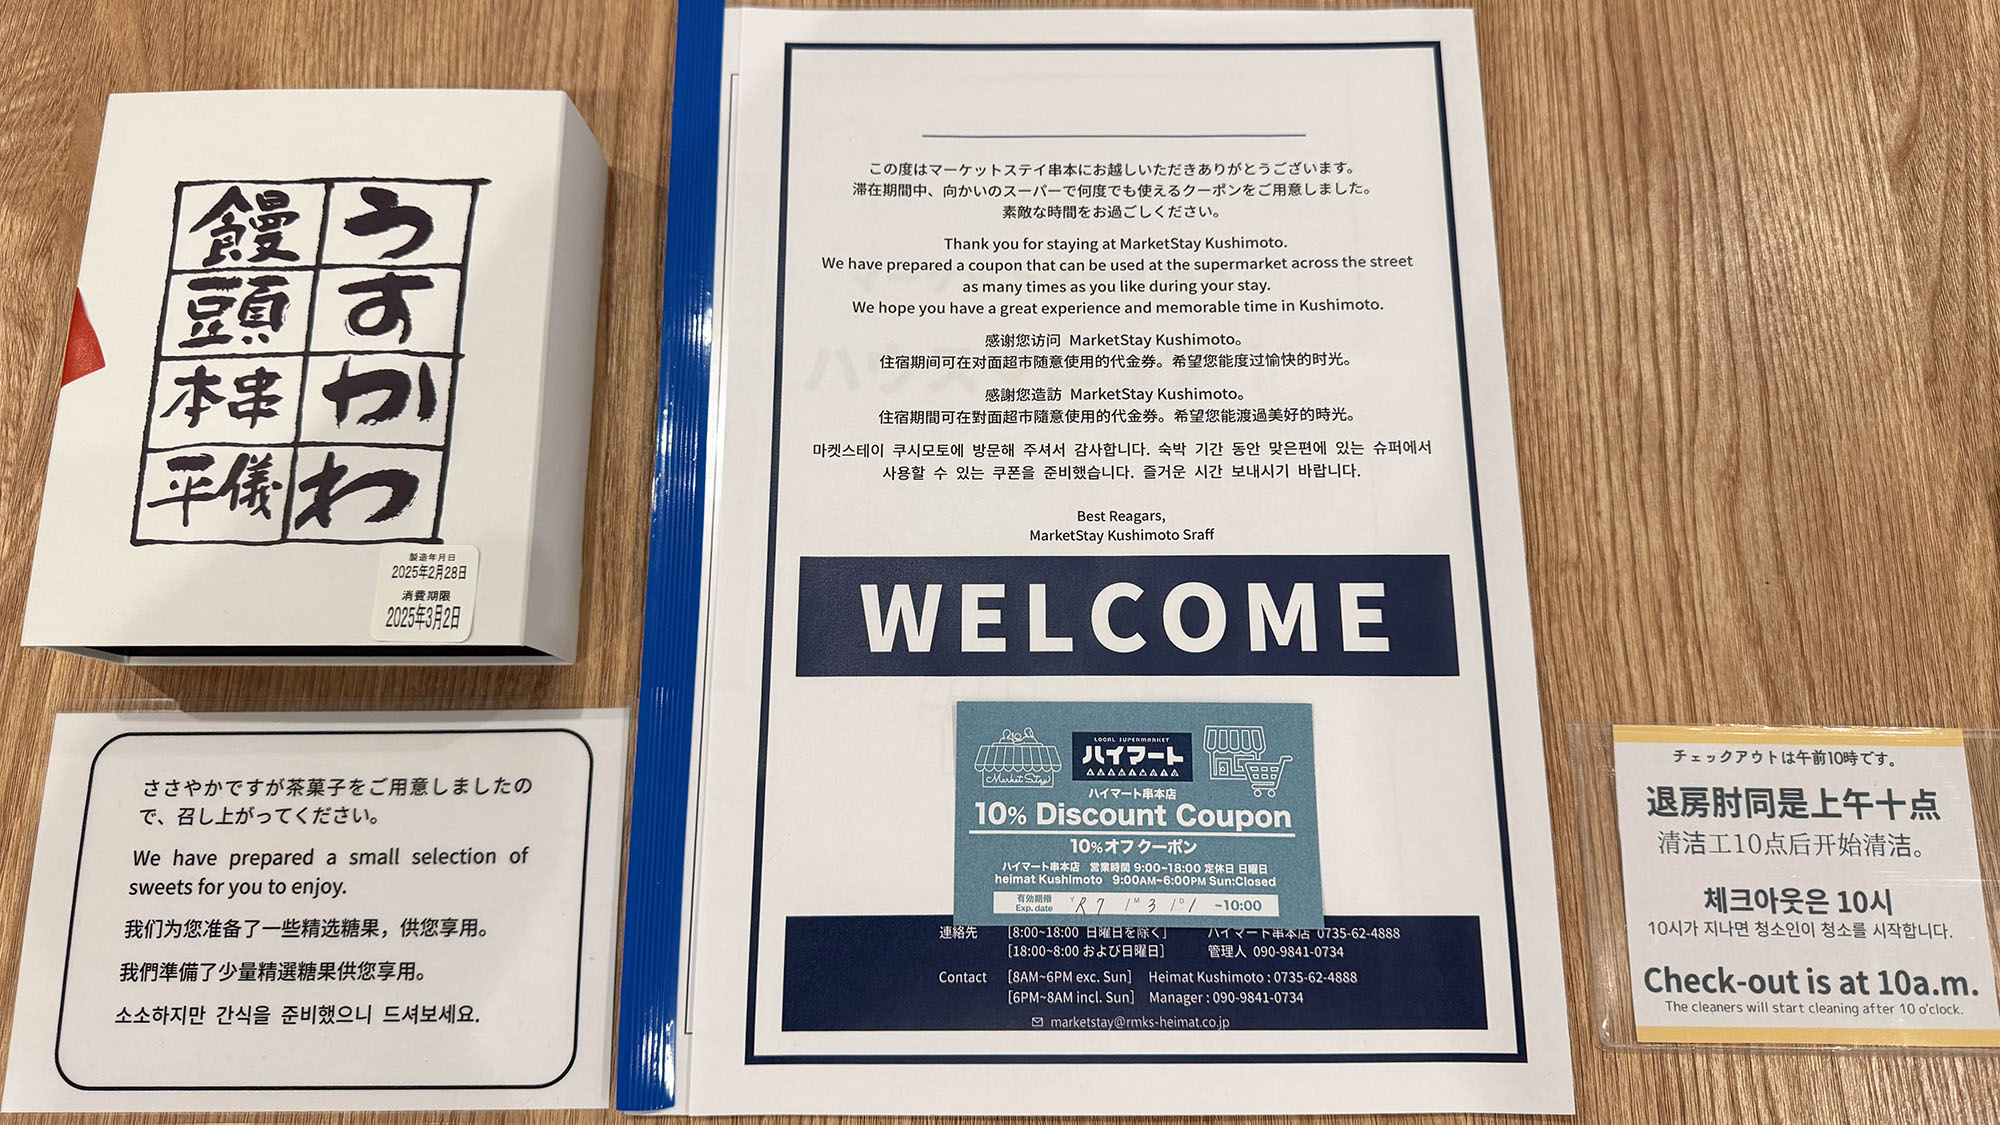 うすかわ
饅頭
串本
儀平
製造年月日
2025年2月28日
消費期限
2025年3月2日
ささやかですが茶菓子をご用意しましたの
で、召し上がってください。
We have prepared a small selection of
sweets for you to enjoy.
我们为您准备了一些精选糖果，供您享用。
我們準備了少量精選糖果供您享用。
소소하지만 간식을 준비했으니 드셔보세요.
この度はマーケットステイ串本にお越しいただきありがとうございます。
滞在期間中、向かいのスーパーで何度でも使えるクーポンをご用意しました。
素敵な時間をお過ごしください。
Thank you for staying at MarketStay Kushimoto.
We have prepared a coupon that can be used at the supermarket across the street
as many times as you like during your stay.
We hope you have a great experience and memorable time in Kushimoto.
感谢您访问 MarketStay Kushimoto。
住宿期间可在对面超市随意使用的代金券。希望您能度过愉快的时光。
感謝您造訪 MarketStay Kushimoto。
住宿期間可在對面超市隨意使用的代金券。希望您能渡過美好的時光。
마켓스테이 쿠시모토에 방문해 주셔서 감사합니다. 숙박 기간 동안 맞은편에 있는 슈퍼에서
사용할 수 있는 쿠폰을 준비했습니다. 즐거운 시간 보내시기 바랍니다.
Best Reagars,
MarketStay Kushimoto Sraff
WELCOME
Market Stay
LOCAL SUPERMARKET
ハイマート
ハイマート串本店
10% Discount Coupon
10%オフクーポン
ハイマート串本店 営業時間 9:00~18:00 定休日 日曜日
heimat Kushimoto 9:00AM~6:00PM Sun:Closed
有効期限
Exp. date
Y R7 / M 3 / D 1 ~10:00
連絡先 [8:00~18:00 日曜日を除く] ハイマート串本店 0735-62-4888
[18:00~8:00 および日曜日] 管理人 090-9841-0734
Contact [8AM~6PM exc. Sun] Heimat Kushimoto : 0735-62-4888
[6PM~8AM incl. Sun] Manager : 090-9841-0734
marketstay@rmks-heimat.co.jp
チェックアウトは午前10時です。
退房时间是上午十点
清洁工10点后开始清洁。
체크아웃은 10시
10시가 지나면 청소인이 청소를 시작합니다.
Check-out is at 10a.m.
The cleaners will start cleaning after 10 o'clock.